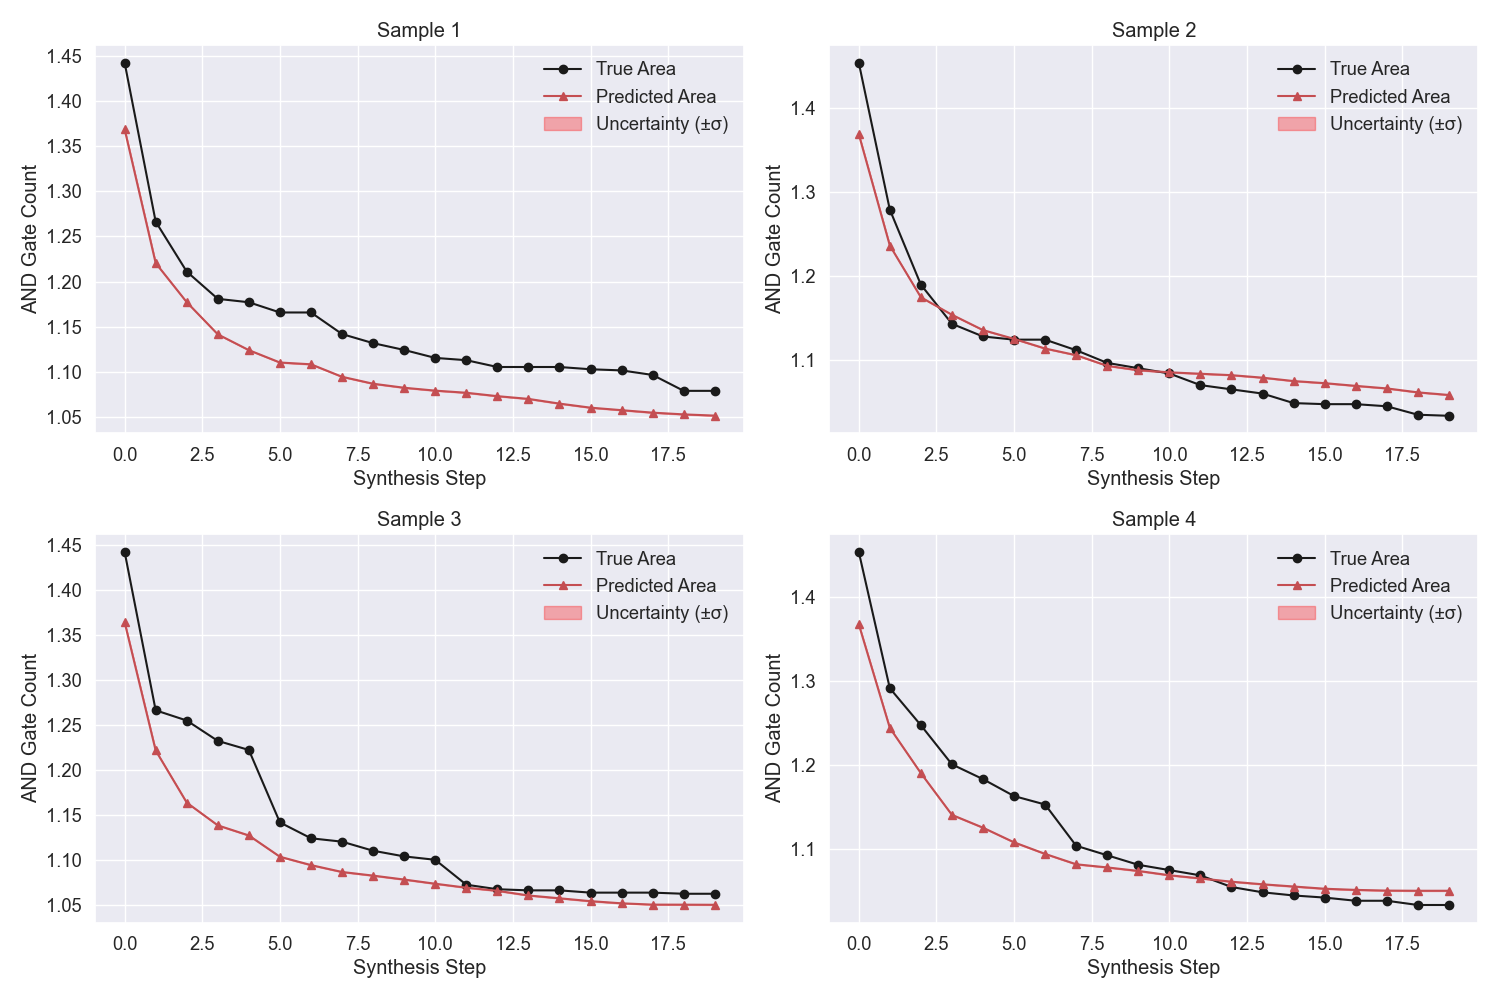 Sample 1
AND Gate Count
1.45
1.40
1.35
1.30
1.25
1.20
1.15
1.10
1.05
True Area
Predicted Area
Uncertainty (±σ)
0.0 2.5 5.0 7.5 10.0 12.5 15.0 17.5
Synthesis Step
Sample 2
AND Gate Count
1.4
1.3
1.2
1.1
True Area
Predicted Area
Uncertainty (±σ)
0.0 2.5 5.0 7.5 10.0 12.5 15.0 17.5
Synthesis Step
Sample 3
AND Gate Count
1.45
1.40
1.35
1.30
1.25
1.20
1.15
1.10
1.05
True Area
Predicted Area
Uncertainty (±σ)
0.0 2.5 5.0 7.5 10.0 12.5 15.0 17.5
Synthesis Step
Sample 4
AND Gate Count
1.4
1.3
1.2
1.1
True Area
Predicted Area
Uncertainty (±σ)
0.0 2.5 5.0 7.5 10.0 12.5 15.0 17.5
Synthesis Step